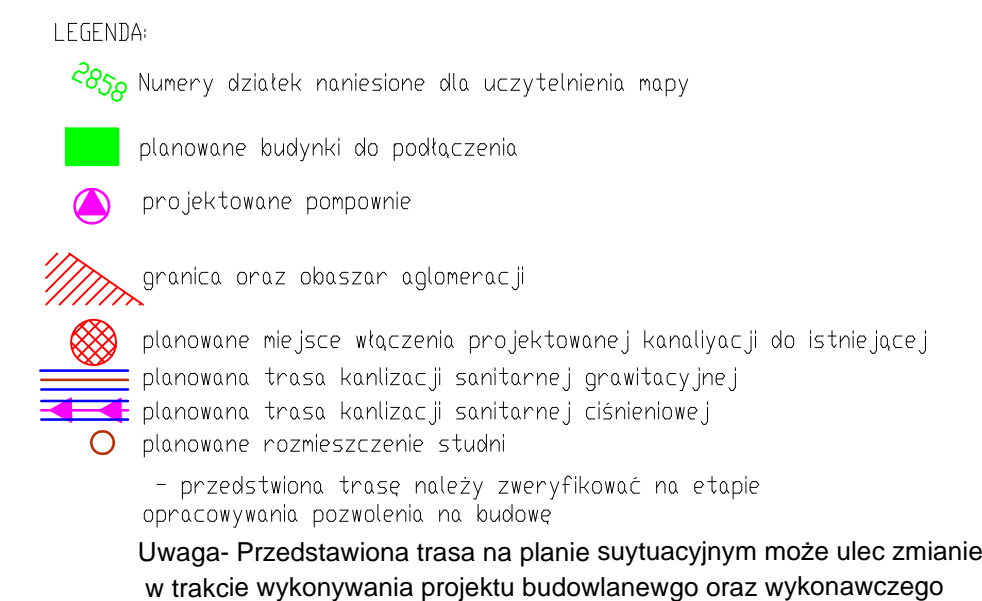 LEGENDA:
2858 Numery działek naniesione dla uczytelnienia mapy
planowane budynki do podłączenia
projektowane pompownie
granica oraz obaszar aglomeracji
planowane miejsce włączenia projektowanej kanaliyacji do istniejącej
planowana trasa kanlizacji sanitarnej grawitacyjnej
planowana trasa kanlizacji sanitarnej ciśnieniowej
planowane rozmieszczenie studni
- przedstwiona trasę należy zweryfikować na etapie
opracowywania pozwolenia na budowę
Uwaga- Przedstawiona trasa na planie suytuacyjnym może ulec zmianie
w trakcie wykonywania projektu budowlanewgo oraz wykonawczego